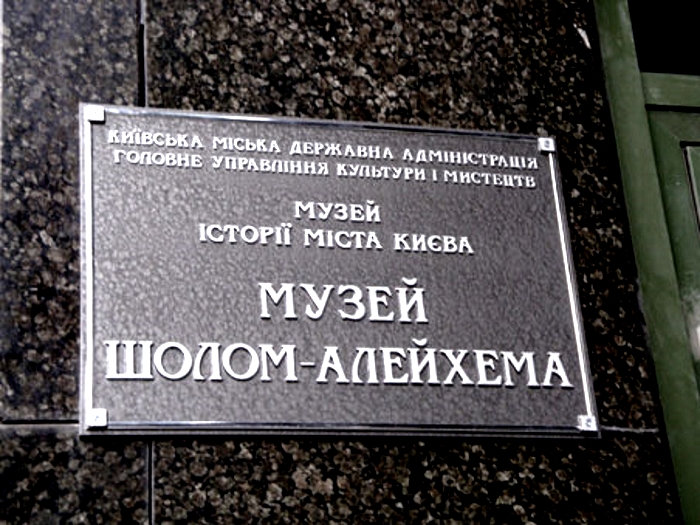 КИЇВСЬКА МІСЬКА ДЕРЖАВНА АДМІНІСТРАЦІЯ
ГОЛОВНЕ УПРАВЛІННЯ КУЛЬТУРИ І МИСТЕЦТВ
МУЗЕЙ
ІСТОРІЇ МІСТА КИЄВА
МУЗЕЙ
ШОЛОМ-АЛЕЙХЕМА